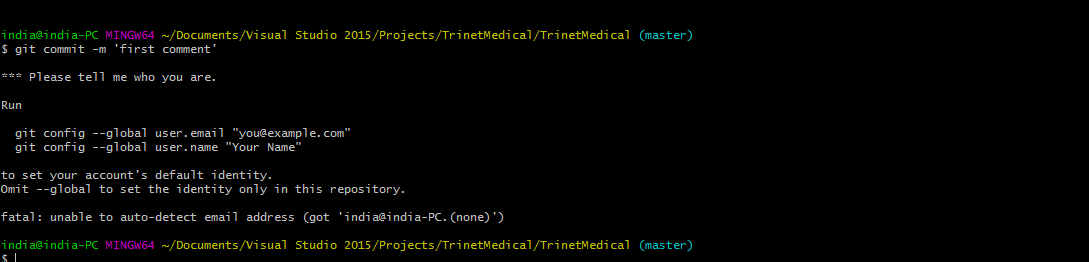 india@india-PC MINGW64 ~/Documents/Visual Studio 2015/Projects/TrinetMedical/TrinetMedical (master)
$ git commit -m 'first comment'
*** Please tell me who you are.
Run
git config --global user.email "you@example.com"
git config --global user.name "Your Name"
to set your account's default identity.
Omit --global to set the identity only in this repository.
fatal: unable to auto-detect email address (got 'india@india-PC.(none)')
india@india-PC MINGW64 ~/Documents/Visual Studio 2015/Projects/TrinetMedical/TrinetMedical (master)
$